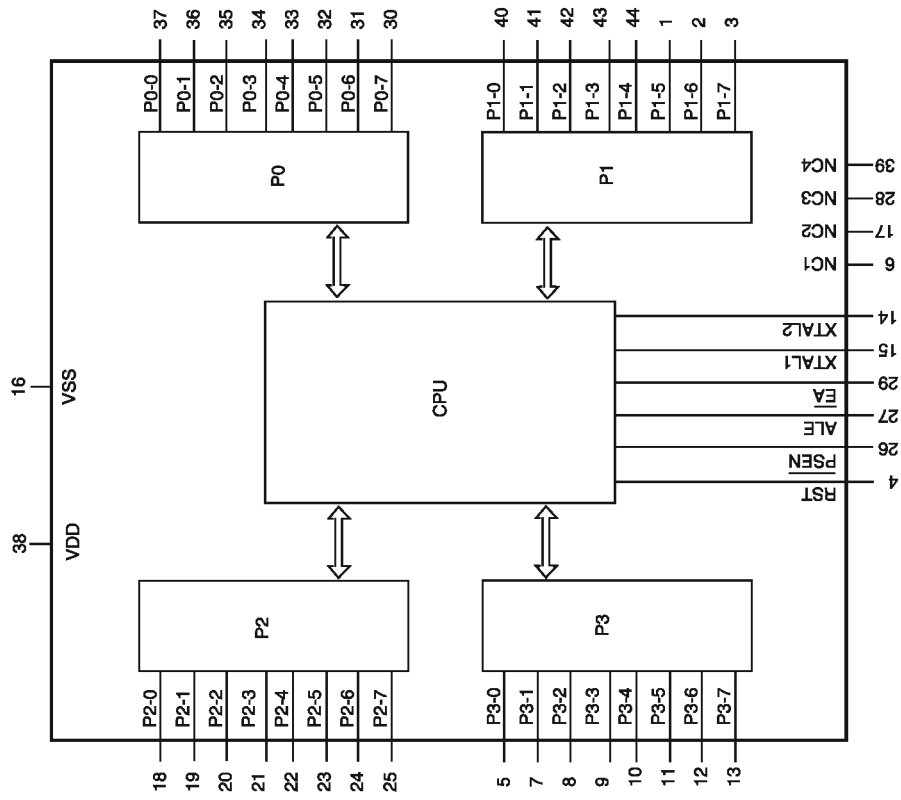 37 36 35 34 33 32 31 30
40 41 42 43 44 1 2 3
P0-0 P0-1 P0-2 P0-3 P0-4 P0-5 P0-6 P0-7
P1-0 P1-1 P1-2 P1-3 P1-4 P1-5 P1-6 P1-7
P0
P1
NC4 39
NC3 28
NC2 17
NC1 6
XTAL2 14
XTAL1 15
EA 29
ALE 27
PSEN 26
RST 4
CPU
16 VSS
38 VDD
P2
P3
P2-0 P2-1 P2-2 P2-3 P2-4 P2-5 P2-6 P2-7
P3-0 P3-1 P3-2 P3-3 P3-4 P3-5 P3-6 P3-7
18 19 20 21 22 23 24 25
5 7 8 9 10 11 12 13